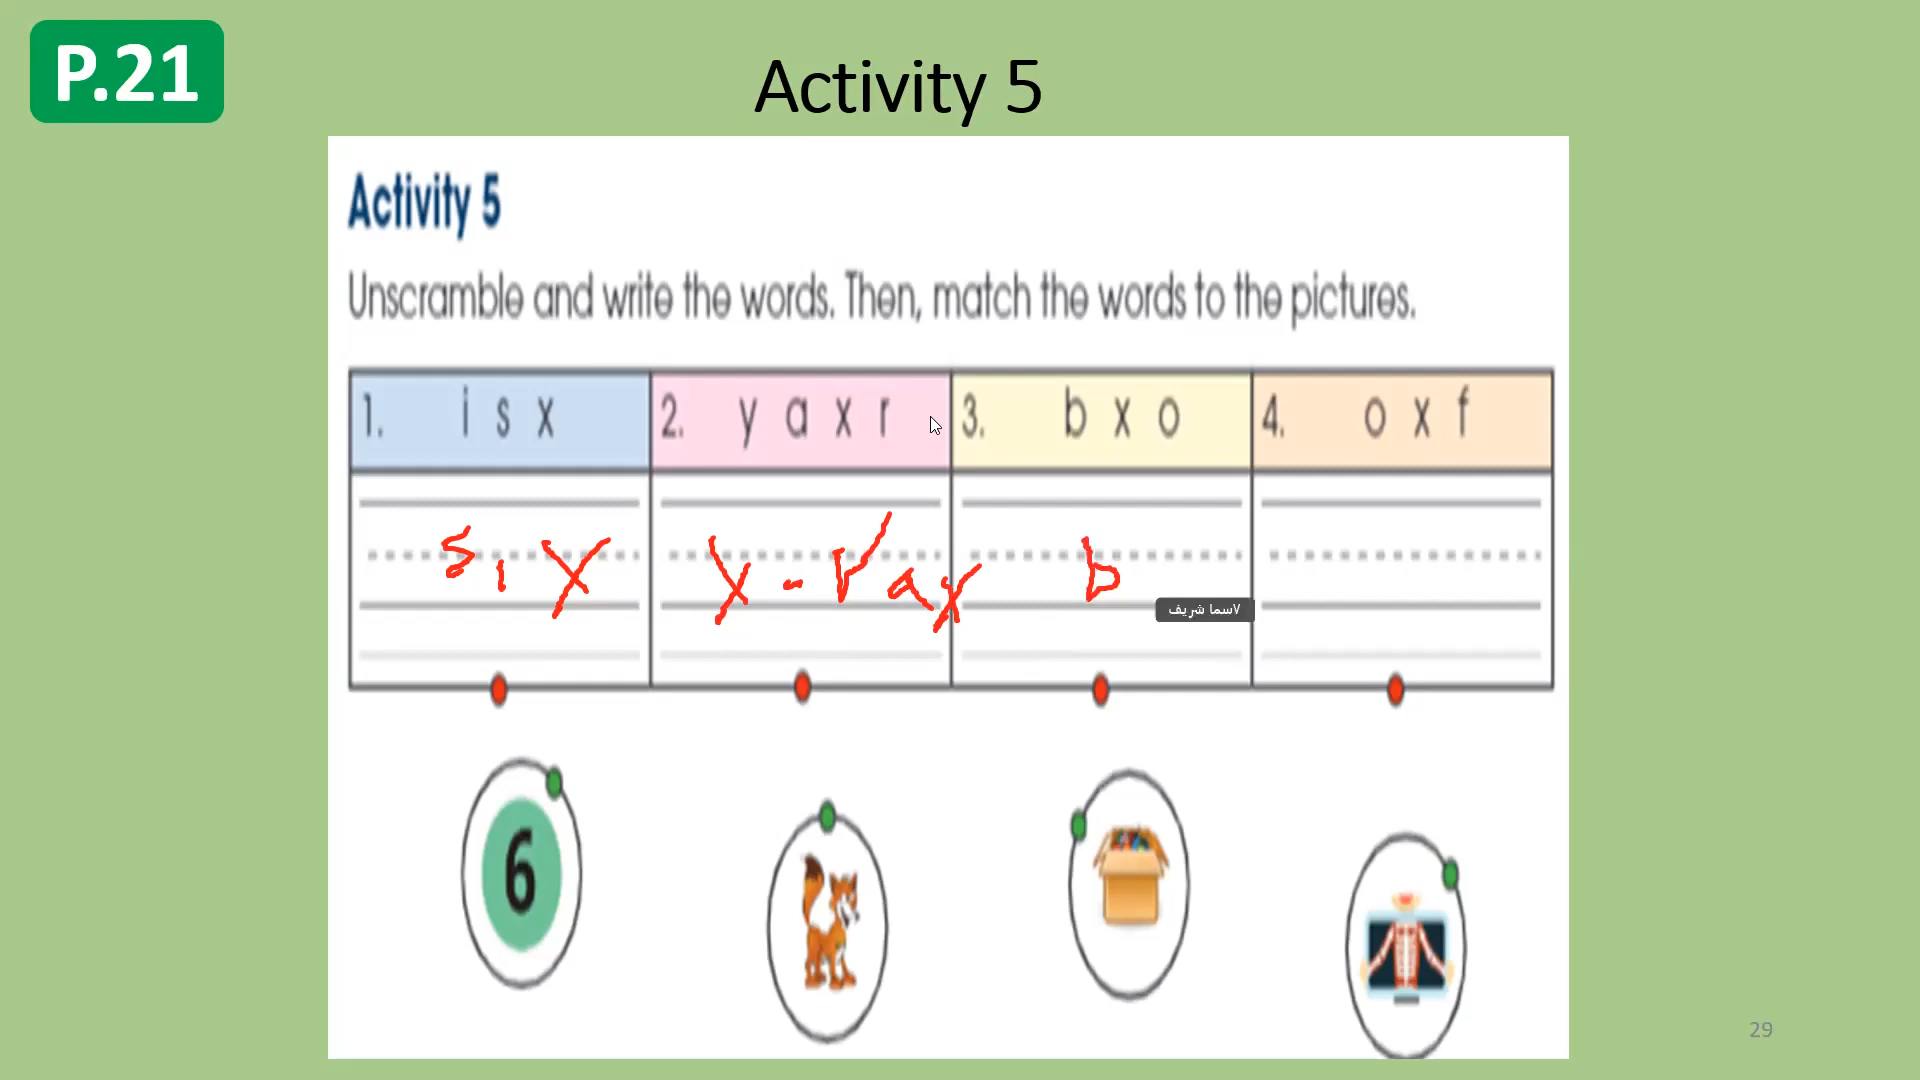 P.21
Activity 5
Activity 5
Unscramble and write the words. Then, match the words to the pictures.
1. i s x
2. y a x r
3. b x o
4. o x f
six
x-ray
b
٧سما شريف
6
29